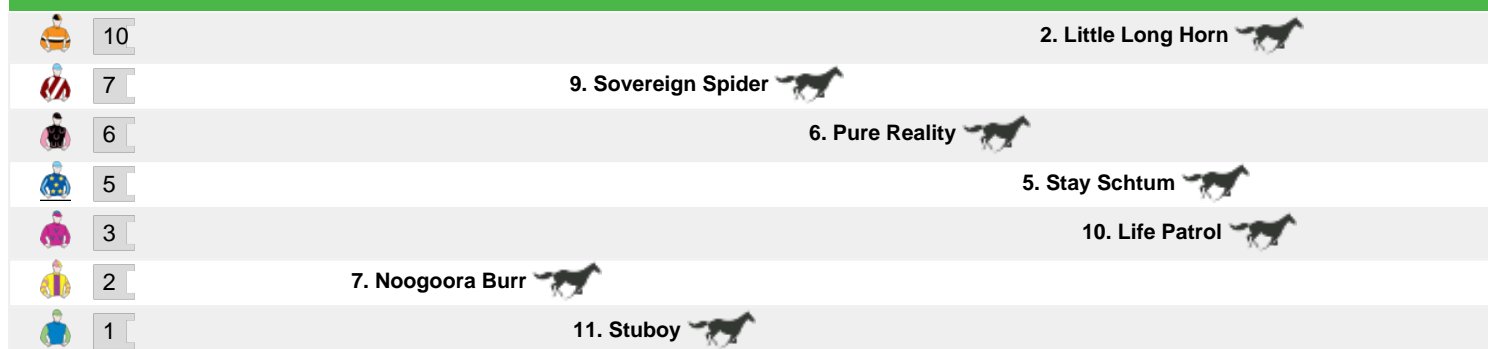 10 2. Little Long Horn
7 9. Sovereign Spider
6 6. Pure Reality
5 5. Stay Schtum
3 10. Life Patrol
2 7. Noogoora Burr
1 11. Stuboy